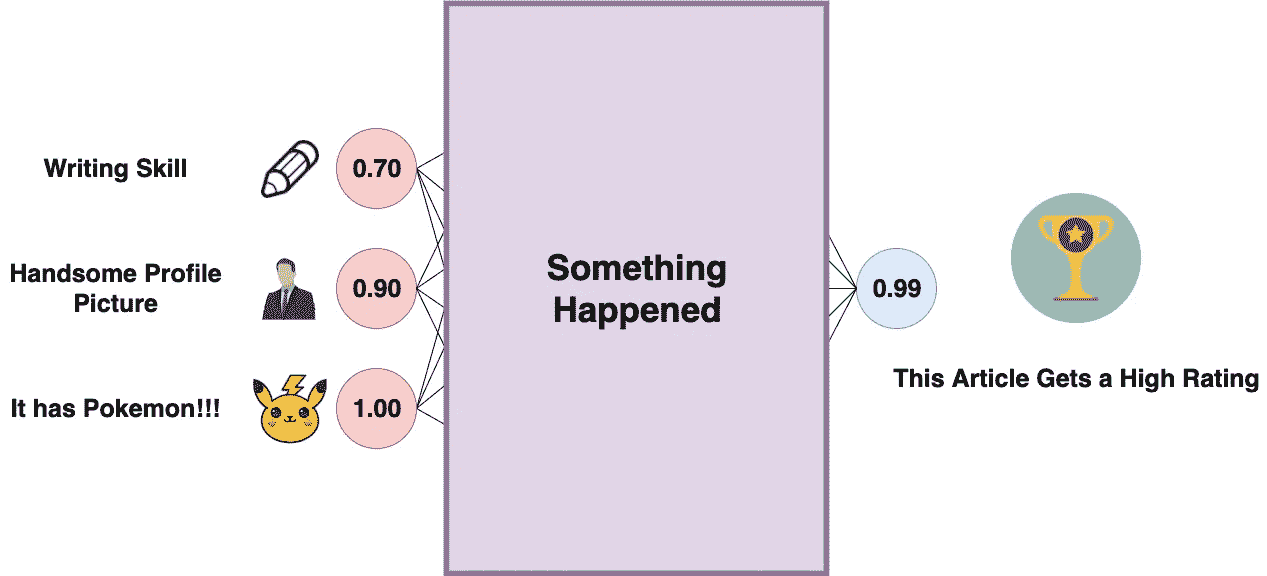 Writing Skill
0.70
Handsome Profile
Picture
0.90
It has Pokemon!!!
1.00
Something
Happened
0.99
This Article Gets a High Rating